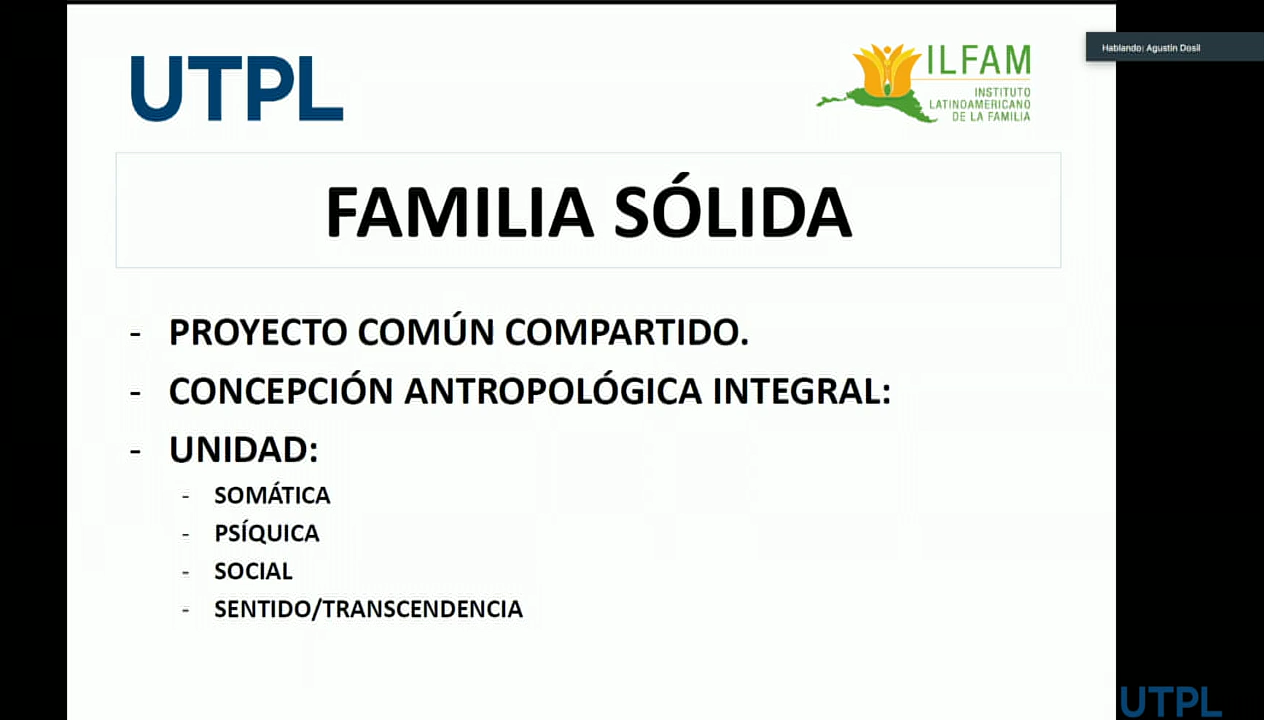 UTPL
ILFAM
INSTITUTO
LATINOAMERICANO
DE LA FAMILIA
Hablando: Agustin Dosil
FAMILIA SÓLIDA
- PROYECTO COMÚN COMPARTIDO.
- CONCEPCIÓN ANTROPOLÓGICA INTEGRAL:
- UNIDAD:
- SOMÁTICA
- PSÍQUICA
- SOCIAL
- SENTIDO/TRANSCENDENCIA
UTPL